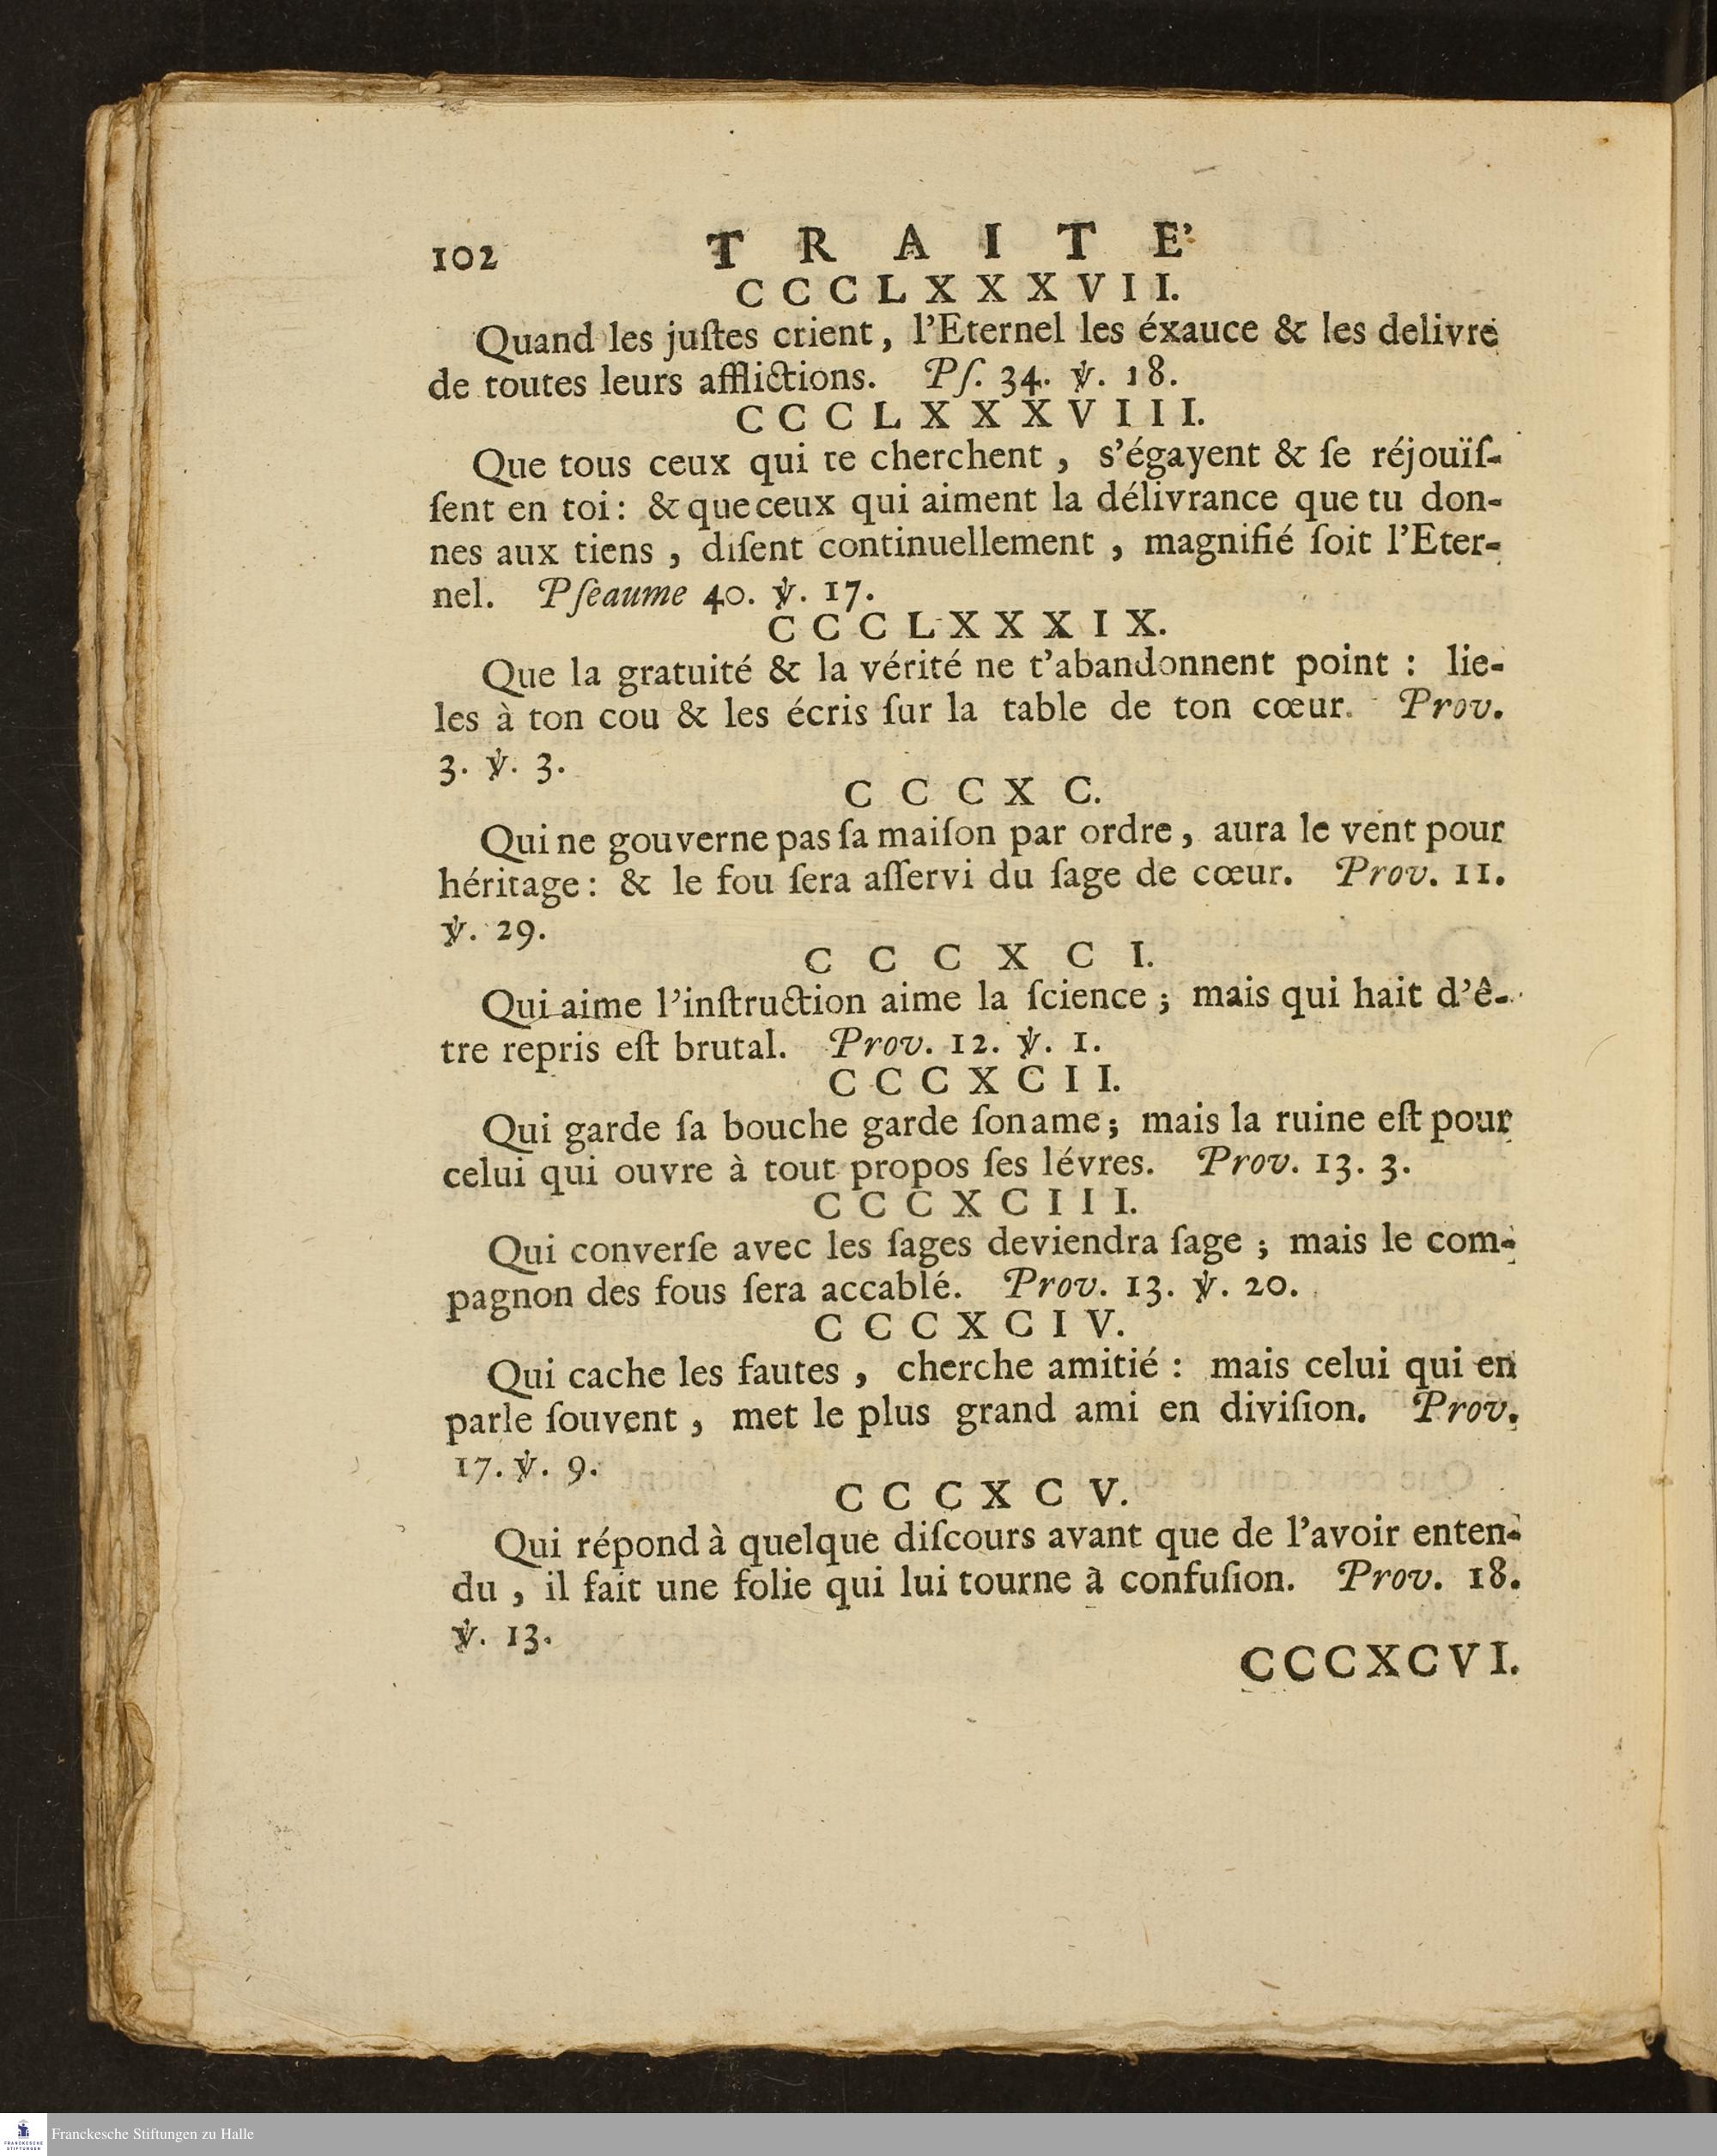 102 TRAITE'
CCCLXXXVII.
Quand les juſtes crient, l'Eternel les éxauce & les delivre
de toutes leurs afflictions. Pſ. 34. ℣. 18.
CCCLXXXVIII.
Que tous ceux qui te cherchent, s'égayent & ſe réjouïſ-
ſent en toi: & que ceux qui aiment la délivrance que tu don-
nes aux tiens, diſent continuellement, magnifié ſoit l'Eter-
nel. Pſeaume 40. ℣. 17.
CCCLXXXIX.
Que la gratuité & la vérité ne t'abandonnent point: lie-
les à ton cou & les écris ſur la table de ton cœur. Prov.
3. ℣. 3.
CCCXC.
Qui ne gouverne pas ſa maiſon par ordre, aura le vent pour
héritage: & le fou ſera aſſervi du ſage de cœur. Prov. 11.
℣. 29.
CCCXCI.
Qui aime l'inſtruction aime la ſcience; mais qui hait d'ê-
tre repris eſt brutal. Prov. 12. ℣. 1.
CCCXCII.
Qui garde ſa bouche garde ſon ame; mais la ruine eſt pour
celui qui ouvre à tout propos ſes lévres. Prov. 13. 3.
CCCXCIII.
Qui converſe avec les ſages deviendra ſage; mais le com-
pagnon des fous ſera accablé. Prov. 13. ℣. 20.
CCCXCIV.
Qui cache les fautes, cherche amitié: mais celui qui en
parle ſouvent, met le plus grand ami en diviſion. Prov.
17. ℣. 9.
CCCXCV.
Qui répond à quelque diſcours avant que de l'avoir enten-
du, il fait une folie qui lui tourne à confuſion. Prov. 18.
℣. 13.
CCCXCVI.
FRANCKESCHE
STIFTUNGEN
Franckesche Stiftungen zu Halle